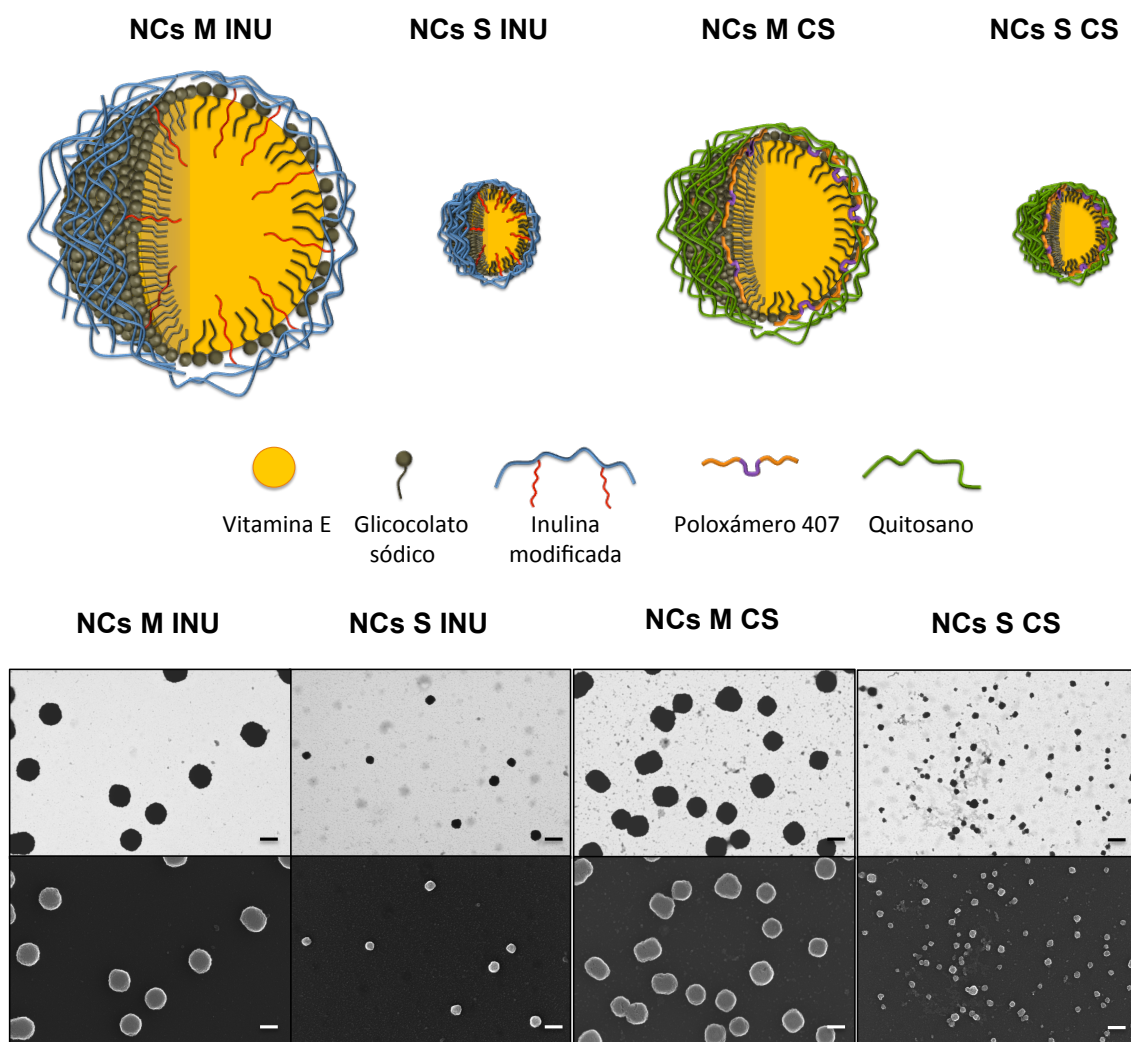 NCs M INU
NCs S INU
NCs M CS
NCs S CS
Vitamina E
Glicocolato
sódico
Inulina
modificada
Poloxámero 407
Quitosano
NCs M INU
NCs S INU
NCs M CS
NCs S CS